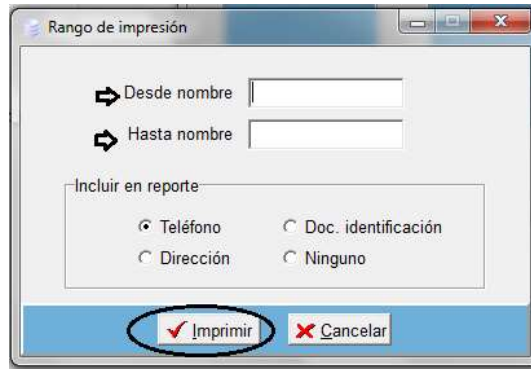 Rango de impresión
Desde nombre
Hasta nombre
Incluir en reporte
Teléfono Doc. identificación
Dirección Ninguno
Imprimir Cancelar